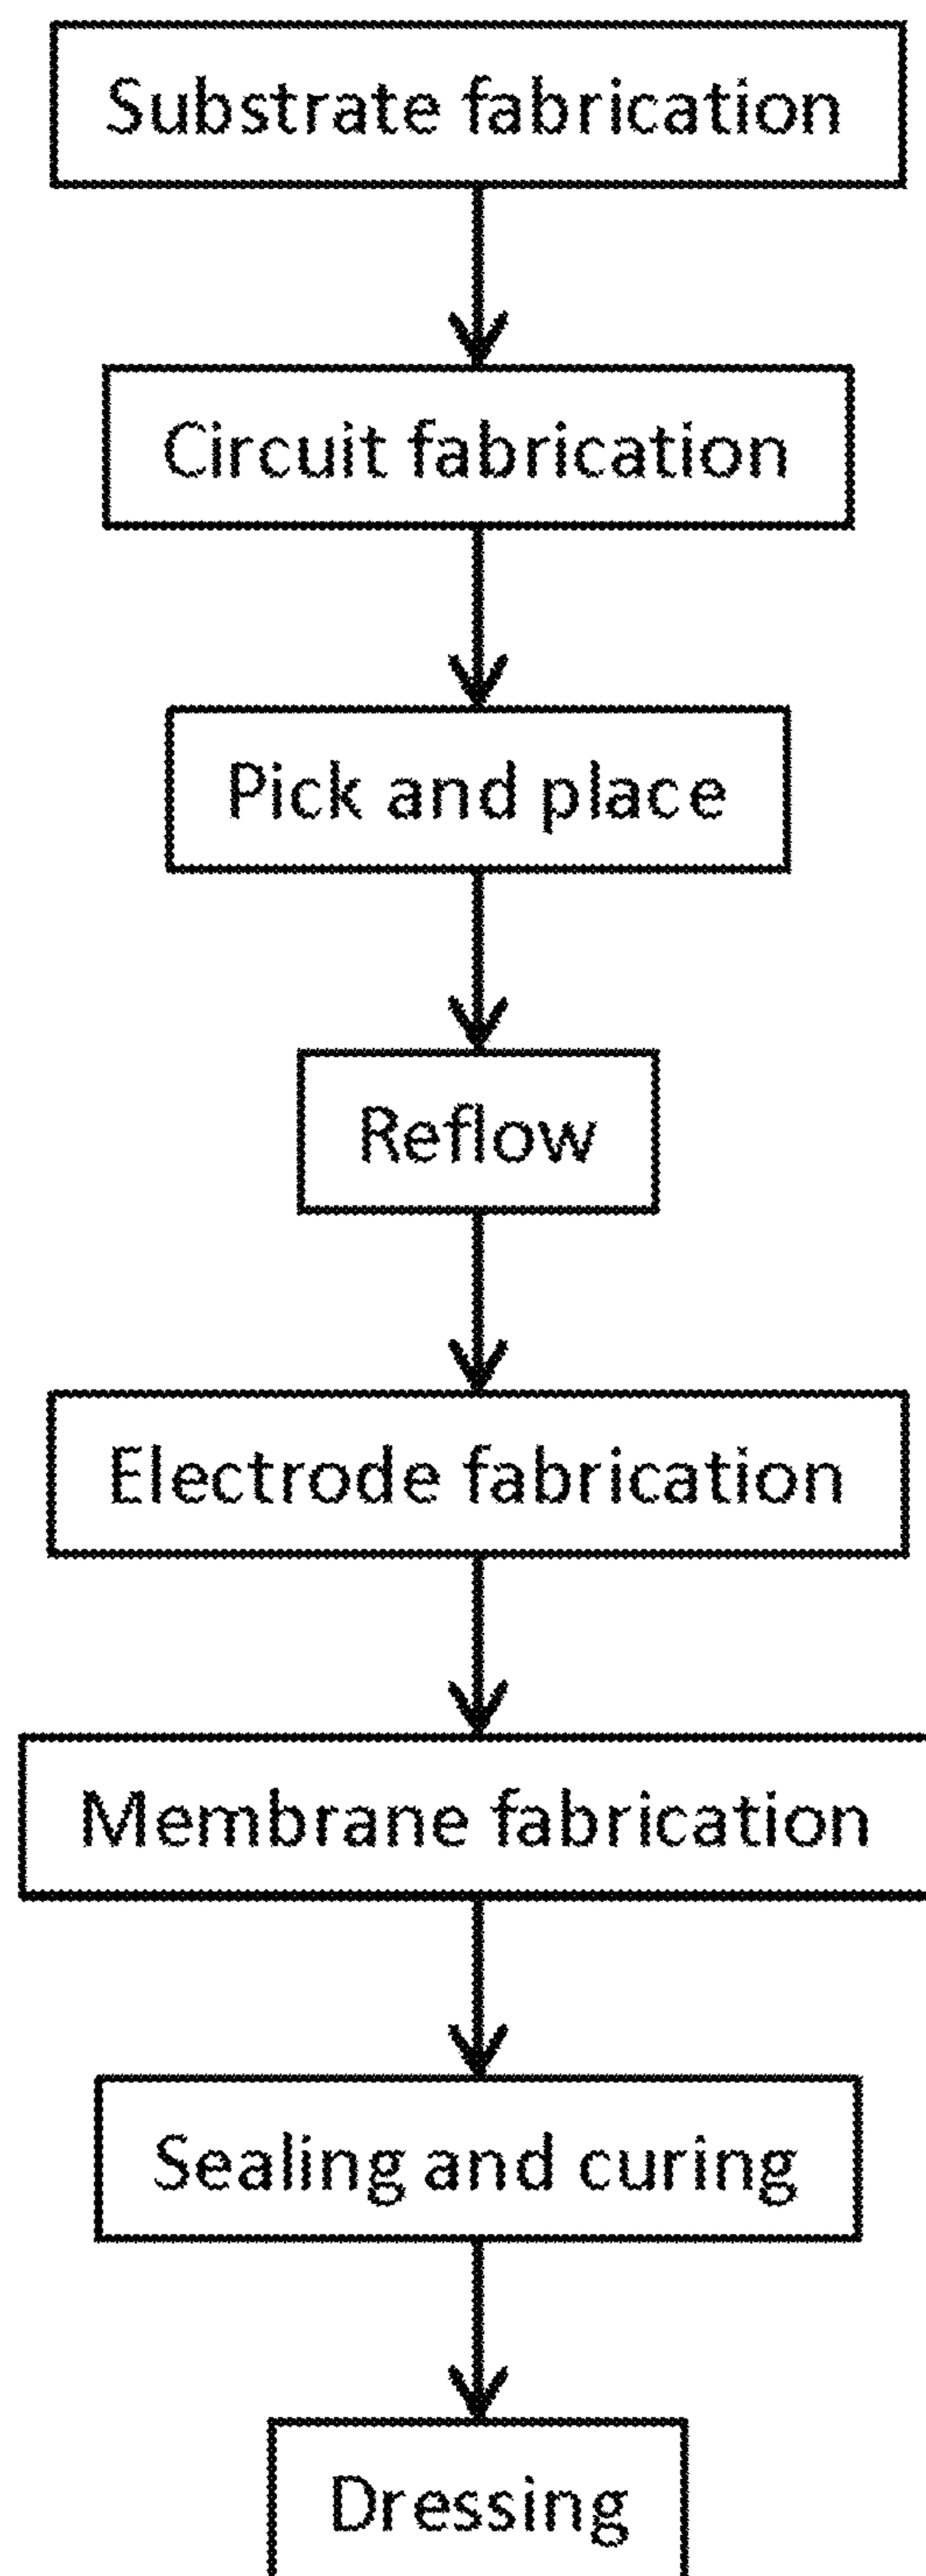 Substrate fabrication
Circuit fabrication
Pick and place
Reflow
Electrode fabrication
Membrane fabrication
Sealing and curing
Dressing